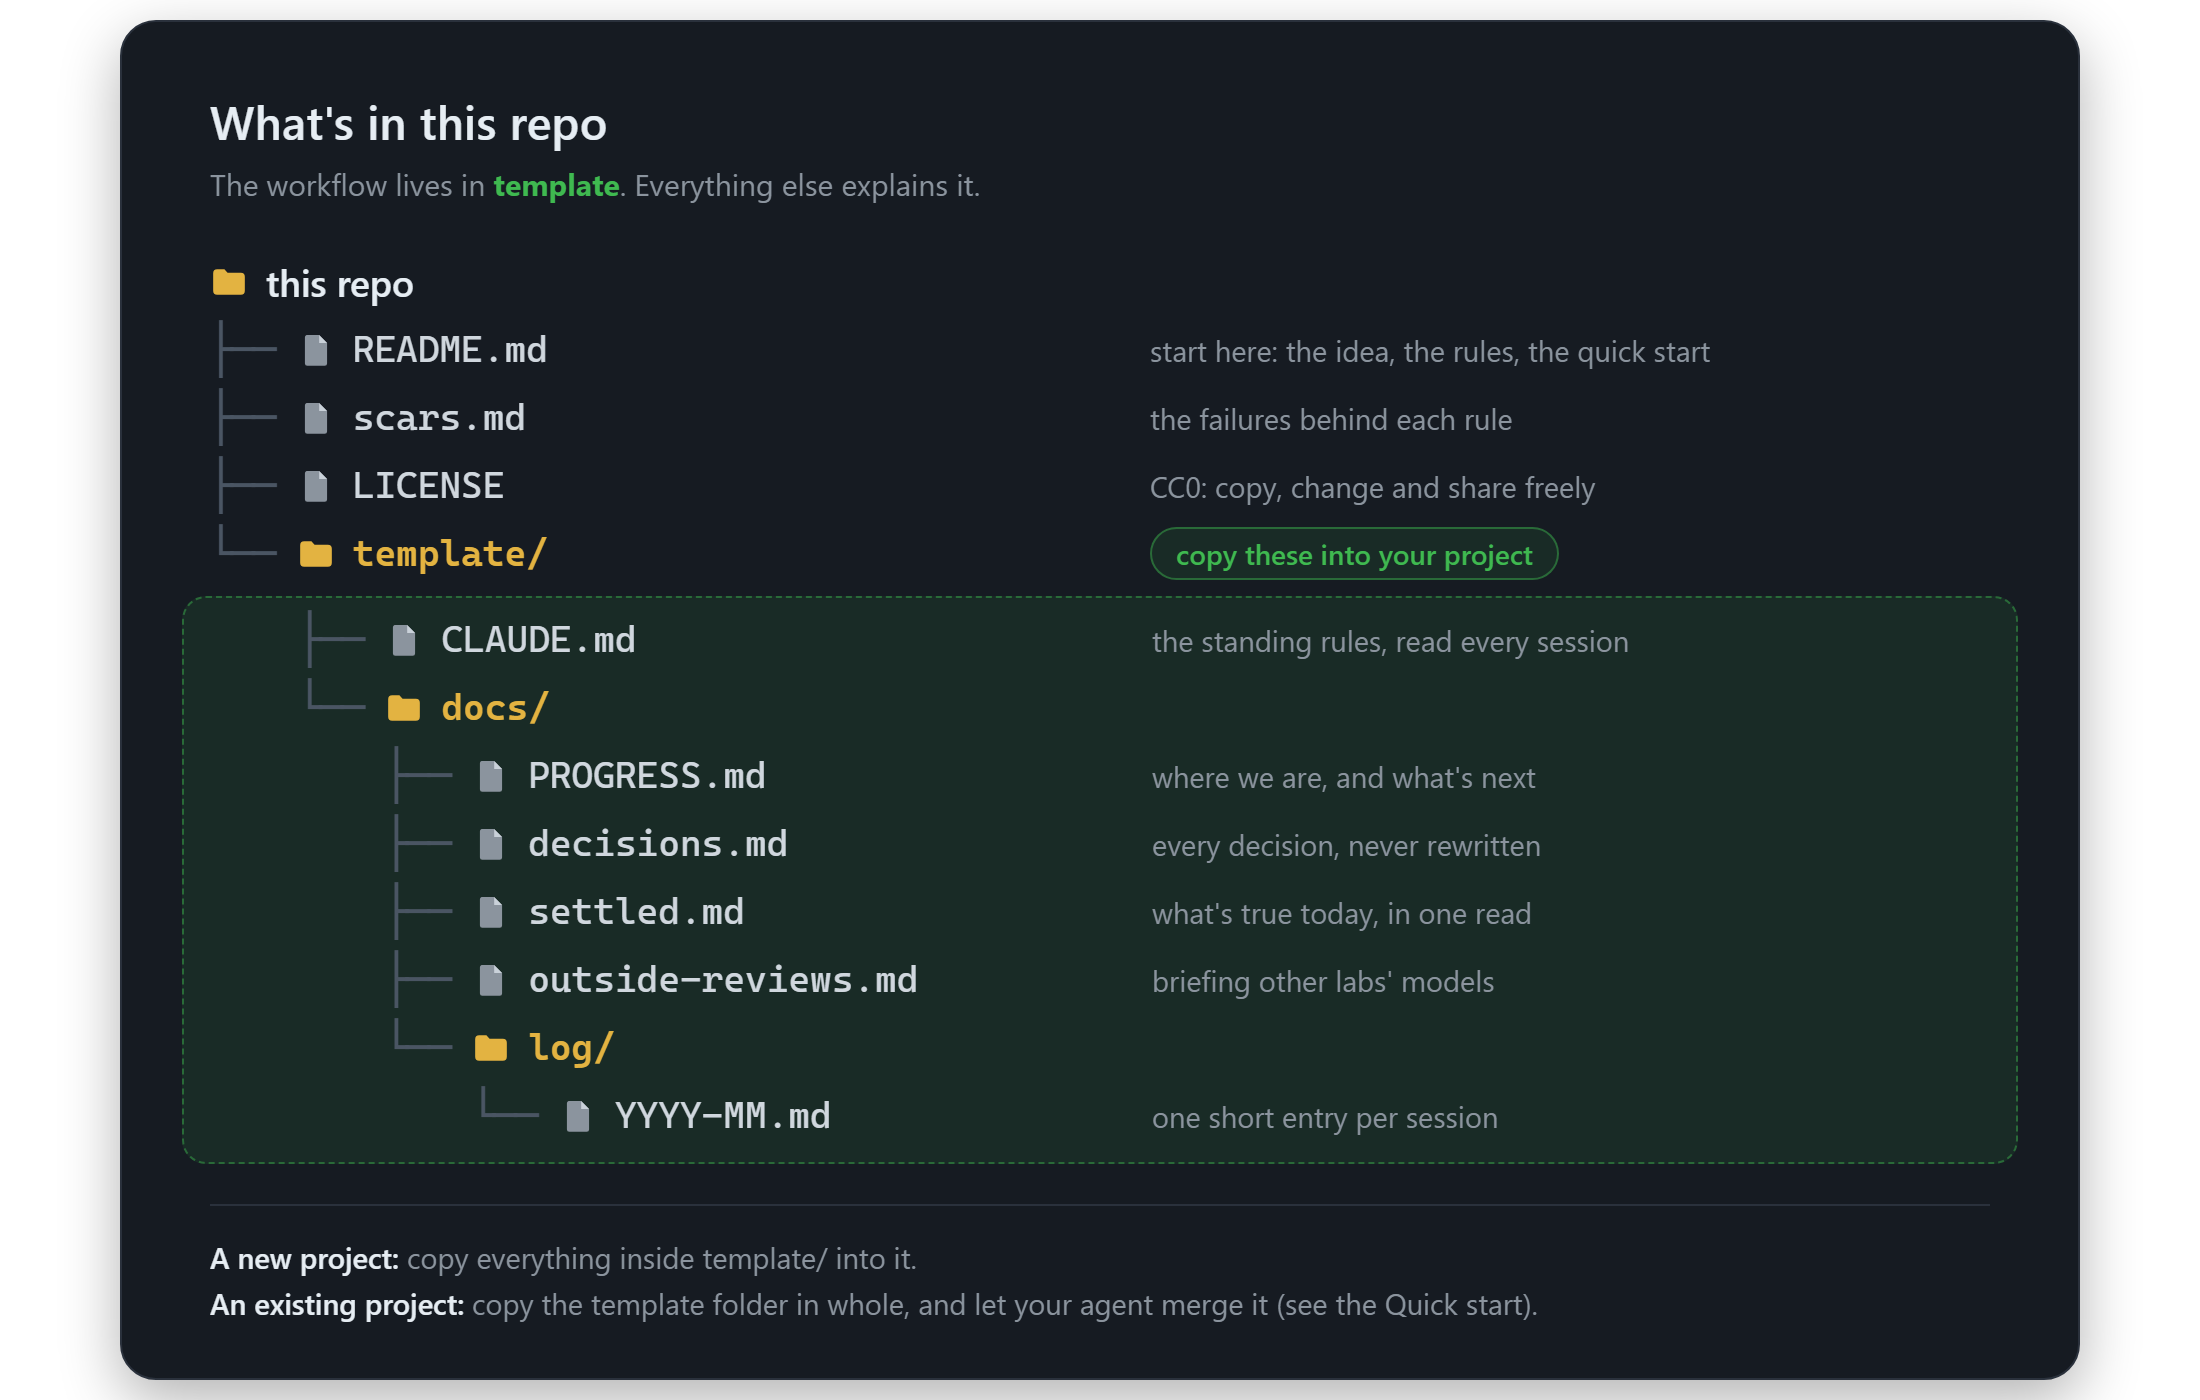 What's in this repo
The workflow lives in template. Everything else explains it.
this repo
README.md start here: the idea, the rules, the quick start
scars.md the failures behind each rule
LICENSE CC0: copy, change and share freely
template/ copy these into your project
CLAUDE.md the standing rules, read every session
docs/
PROGRESS.md where we are, and what's next
decisions.md every decision, never rewritten
settled.md what's true today, in one read
outside-reviews.md briefing other labs' models
log/
YYYY-MM.md one short entry per session
A new project: copy everything inside template/ into it.
An existing project: copy the template folder in whole, and let your agent merge it (see the Quick start).